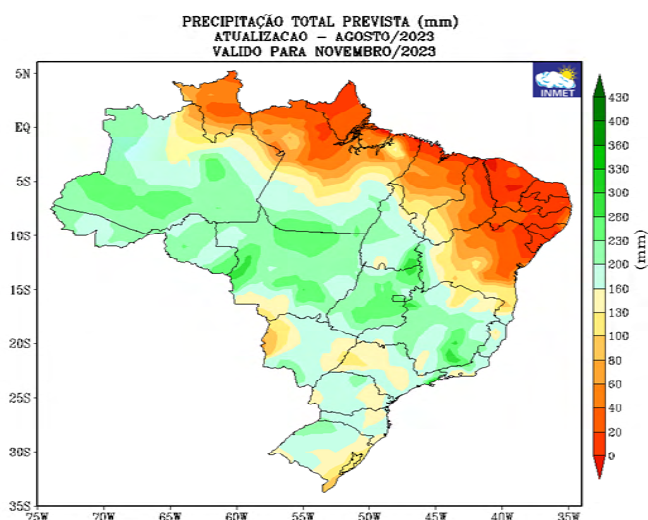 PRECIPITAÇÃO TOTAL PREVISTA (mm)
ATUALIZACAO – AGOSTO/2023
VALIDO PARA NOVEMBRO/2023
INMET
5N
EQ
5S
10S
15S
20S
25S
30S
35S
75W
70W
65W
60W
55W
50W
45W
40W
35W
430
400
360
330
300
260
230
200
160
130
100
80
60
40
20
0
(mm)